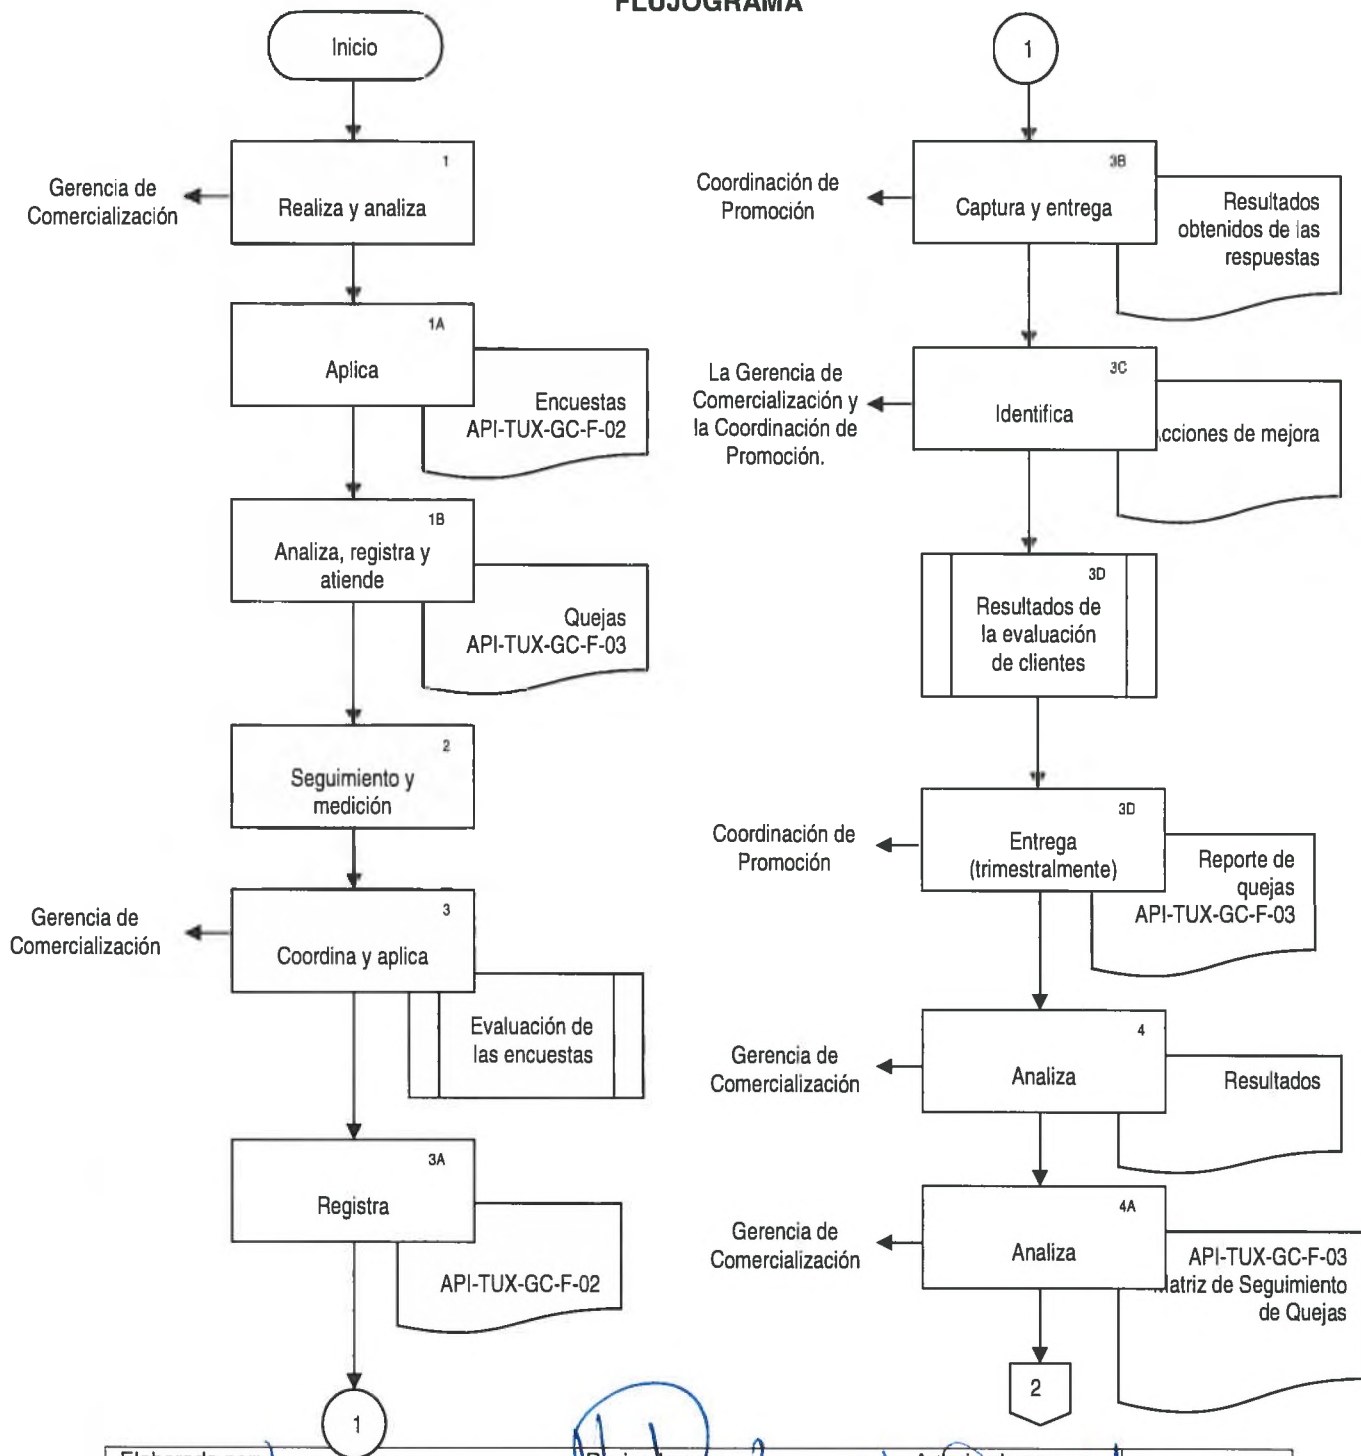 FLUJOGRAMA
Inicio
1
Realiza y analiza
Gerencia de
Comercialización
1A
Aplica
Encuestas
API-TUX-GC-F-02
1B
Analiza, registra y
atiende
Quejas
API-TUX-GC-F-03
2
Seguimiento y
medición
3
Coordina y aplica
Gerencia de
Comercialización
Evaluación de
las encuestas
3A
Registra
API-TUX-GC-F-02
1
1
3B
Captura y entrega
Coordinación de
Promoción
Resultados
obtenidos de las
respuestas
3C
Identifica
La Gerencia de
Comercialización y
la Coordinación de
Promoción.
cciones de mejora
3D
Resultados de
la evaluación
de clientes
3D
Entrega
(trimestralmente)
Coordinación de
Promoción
Reporte de
quejas
API-TUX-GC-F-03
4
Analiza
Gerencia de
Comercialización
Resultados
4A
Analiza
Gerencia de
Comercialización
API-TUX-GC-F-03
Matriz de Seguimiento
de Quejas
2